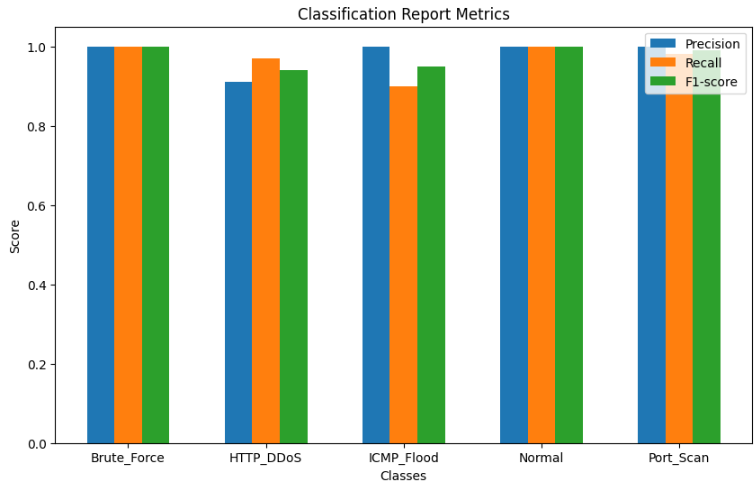 Classification Report Metrics
Precision
Recall
F1-score
1.0
0.8
0.6
0.4
0.2
0.0
Score
Brute_Force HTTP_DDoS ICMP_Flood Normal Port_Scan
Classes